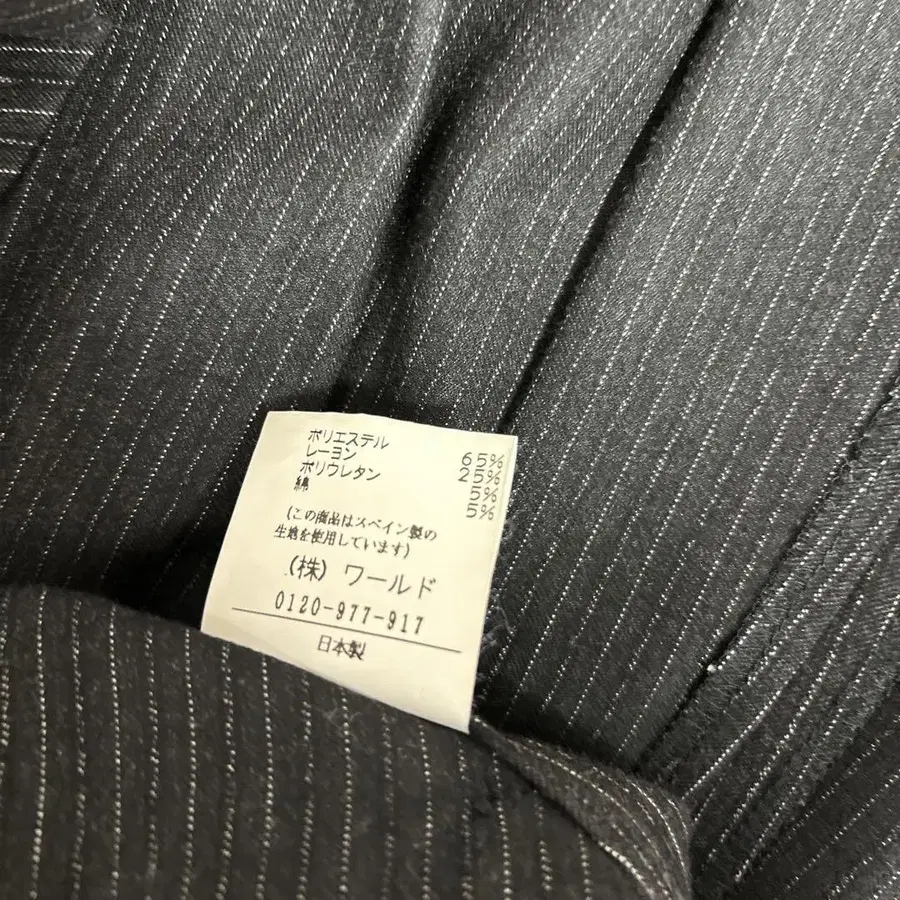 ポリエステル 65%
レーヨン 25%
ポリウレタン 5%
綿 5%
(この商品はスペイン製の
生地を使用しています)
(株) ワールド
0120-977-917
日本製